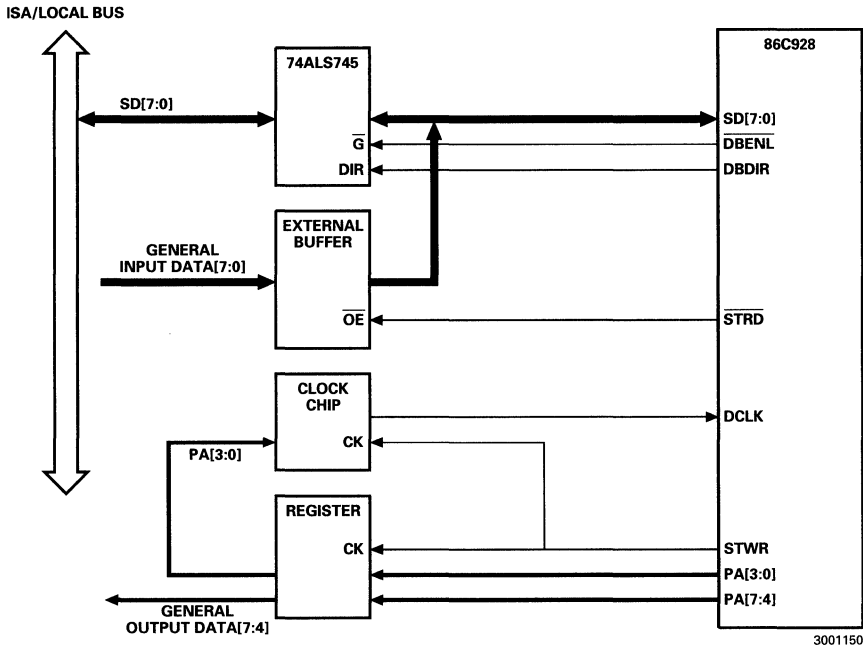 ISA/LOCAL BUS
86C928
74ALS745
SD[7:0]
SD[7:0]
G
DBENL
DIR
DBDIR
EXTERNAL
BUFFER
GENERAL
INPUT DATA[7:0]
OE
STRD
CLOCK
CHIP
DCLK
CK
PA[3:0]
REGISTER
CK
STWR
PA[3:0]
PA[7:4]
GENERAL
OUTPUT DATA[7:4]
3001150